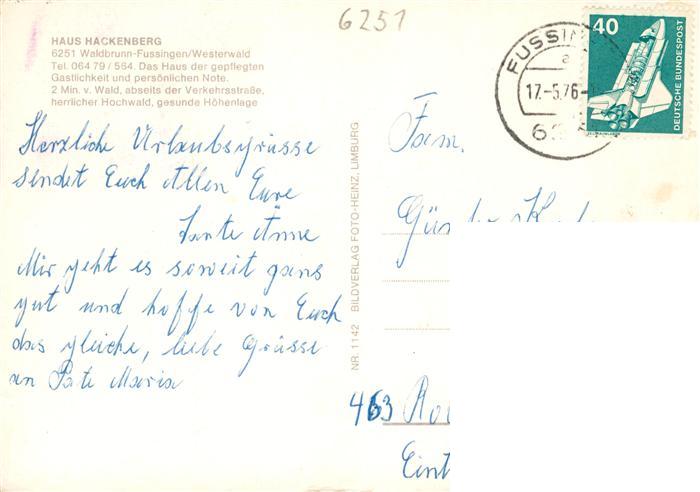 6251
HAUS HACKENBERG
6251 Waldbrunn-Fussingen/Westerwald
Tel. 064 79 / 564. Das Haus der gepflegten
Gastlichkeit und persönlichen Note.
2 Min. v. Wald, abseits der Verkehrsstraße,
herrlicher Hochwald, gesunde Höhenlage
Herzliche Urlaubsgrüsse
sendet Euch Allen Eure
Tante Änne
Mir geht es soweit ganz
gut und hoffe von Euch
das gleiche, liebe Grüsse
an Pate Maria
NR. 1142 BILDVERLAG FOTO-HEINZ, LIMBURG
FUSSIN
a
17.-5.76-
40
DEUTSCHE BUNDESPOST
Fam.
463